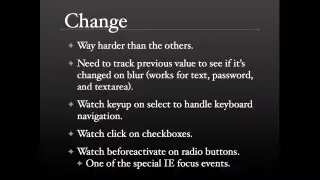 Change
Way harder than the others.
Need to track previous value to see if it's
changed on blur (works for text, password,
and textarea).
Watch keyup on select to handle keyboard
navigation.
Watch click on checkboxes.
Watch beforeactivate on radio buttons.
One of the special IE focus events.